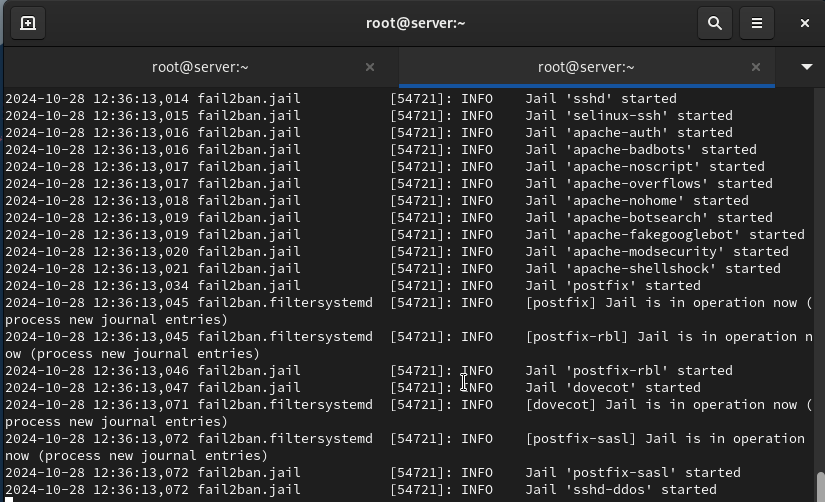 root@server:~
root@server:~
root@server:~
2024-10-28 12:36:13,014 fail2ban.jail           [54721]: INFO    Jail 'sshd' started
2024-10-28 12:36:13,015 fail2ban.jail           [54721]: INFO    Jail 'selinux-ssh' started
2024-10-28 12:36:13,016 fail2ban.jail           [54721]: INFO    Jail 'apache-auth' started
2024-10-28 12:36:13,016 fail2ban.jail           [54721]: INFO    Jail 'apache-badbots' started
2024-10-28 12:36:13,017 fail2ban.jail           [54721]: INFO    Jail 'apache-noscript' started
2024-10-28 12:36:13,017 fail2ban.jail           [54721]: INFO    Jail 'apache-overflows' started
2024-10-28 12:36:13,018 fail2ban.jail           [54721]: INFO    Jail 'apache-nohome' started
2024-10-28 12:36:13,019 fail2ban.jail           [54721]: INFO    Jail 'apache-botsearch' started
2024-10-28 12:36:13,019 fail2ban.jail           [54721]: INFO    Jail 'apache-fakegooglebot' started
2024-10-28 12:36:13,020 fail2ban.jail           [54721]: INFO    Jail 'apache-modsecurity' started
2024-10-28 12:36:13,021 fail2ban.jail           [54721]: INFO    Jail 'apache-shellshock' started
2024-10-28 12:36:13,034 fail2ban.jail           [54721]: INFO    Jail 'postfix' started
2024-10-28 12:36:13,045 fail2ban.filtersystemd  [54721]: INFO    [postfix] Jail is in operation now (
process new journal entries)
2024-10-28 12:36:13,045 fail2ban.filtersystemd  [54721]: INFO    [postfix-rbl] Jail is in operation n
ow (process new journal entries)
2024-10-28 12:36:13,046 fail2ban.jail           [54721]: INFO    Jail 'postfix-rbl' started
2024-10-28 12:36:13,047 fail2ban.jail           [54721]: INFO    Jail 'dovecot' started
2024-10-28 12:36:13,071 fail2ban.filtersystemd  [54721]: INFO    [dovecot] Jail is in operation now (
process new journal entries)
2024-10-28 12:36:13,072 fail2ban.filtersystemd  [54721]: INFO    [postfix-sasl] Jail is in operation
now (process new journal entries)
2024-10-28 12:36:13,072 fail2ban.jail           [54721]: INFO    Jail 'postfix-sasl' started
2024-10-28 12:36:13,072 fail2ban.jail           [54721]: INFO    Jail 'sshd-ddos' started